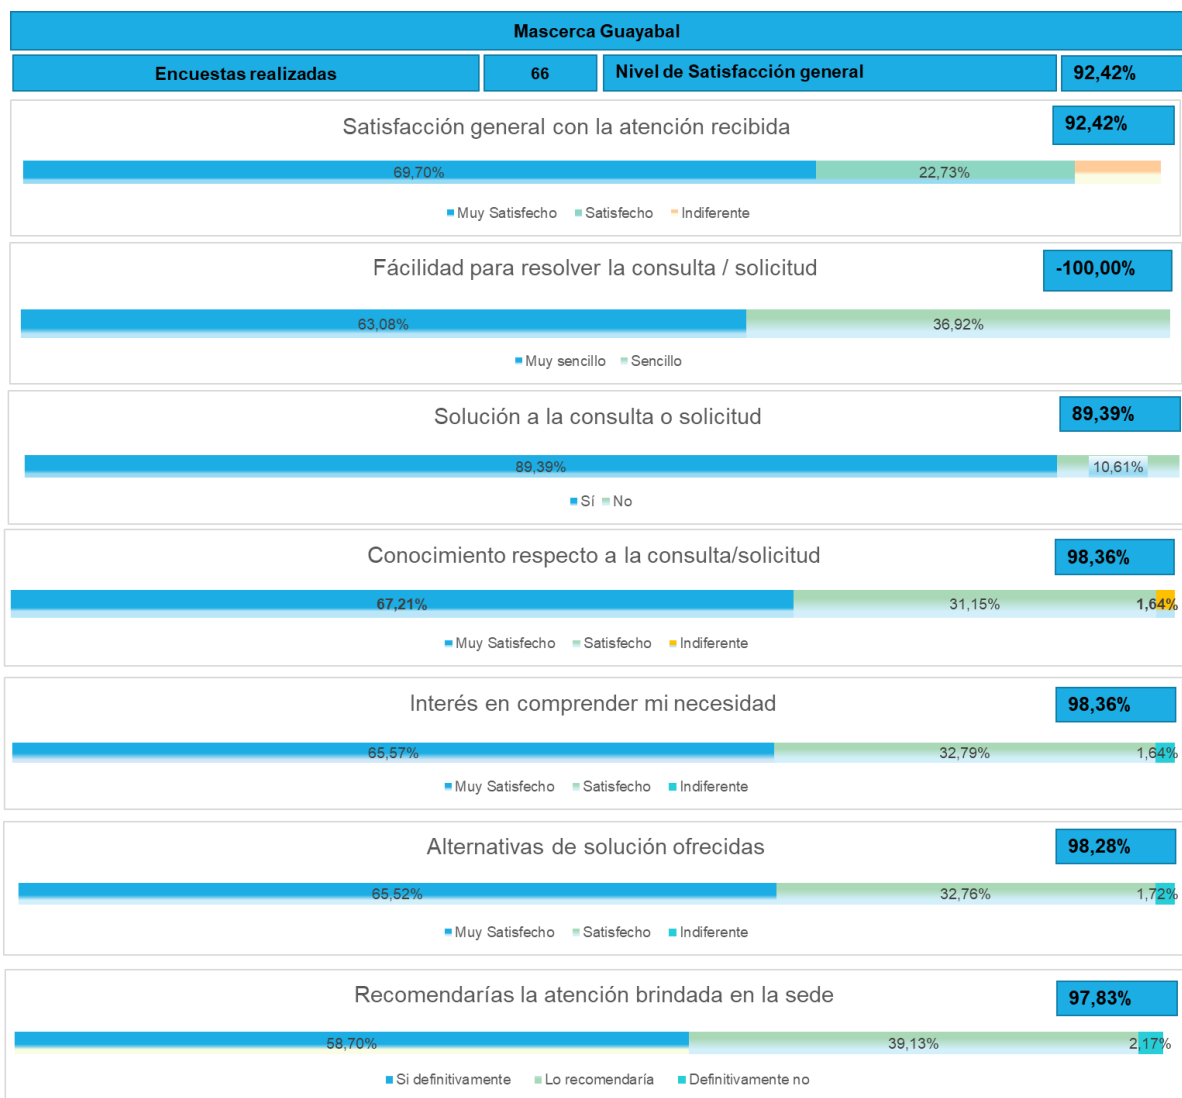 Mascerca Guayabal
Encuestas realizadas 66 Nivel de Satisfacción general 92,42%
Satisfacción general con la atención recibida 92,42%
69,70% 22,73%
Muy Satisfecho Satisfecho Indiferente
Fácilidad para resolver la consulta / solicitud -100,00%
63,08% 36,92%
Muy sencillo Sencillo
Solución a la consulta o solicitud 89,39%
89,39% 10,61%
Sí No
Conocimiento respecto a la consulta/solicitud 98,36%
67,21% 31,15% 1,64%
Muy Satisfecho Satisfecho Indiferente
Interés en comprender mi necesidad 98,36%
65,57% 32,79% 1,64%
Muy Satisfecho Satisfecho Indiferente
Alternativas de solución ofrecidas 98,28%
65,52% 32,76% 1,72%
Muy Satisfecho Satisfecho Indiferente
Recomendarías la atención brindada en la sede 97,83%
58,70% 39,13% 2,17%
Si definitivamente Lo recomendaría Definitivamente no